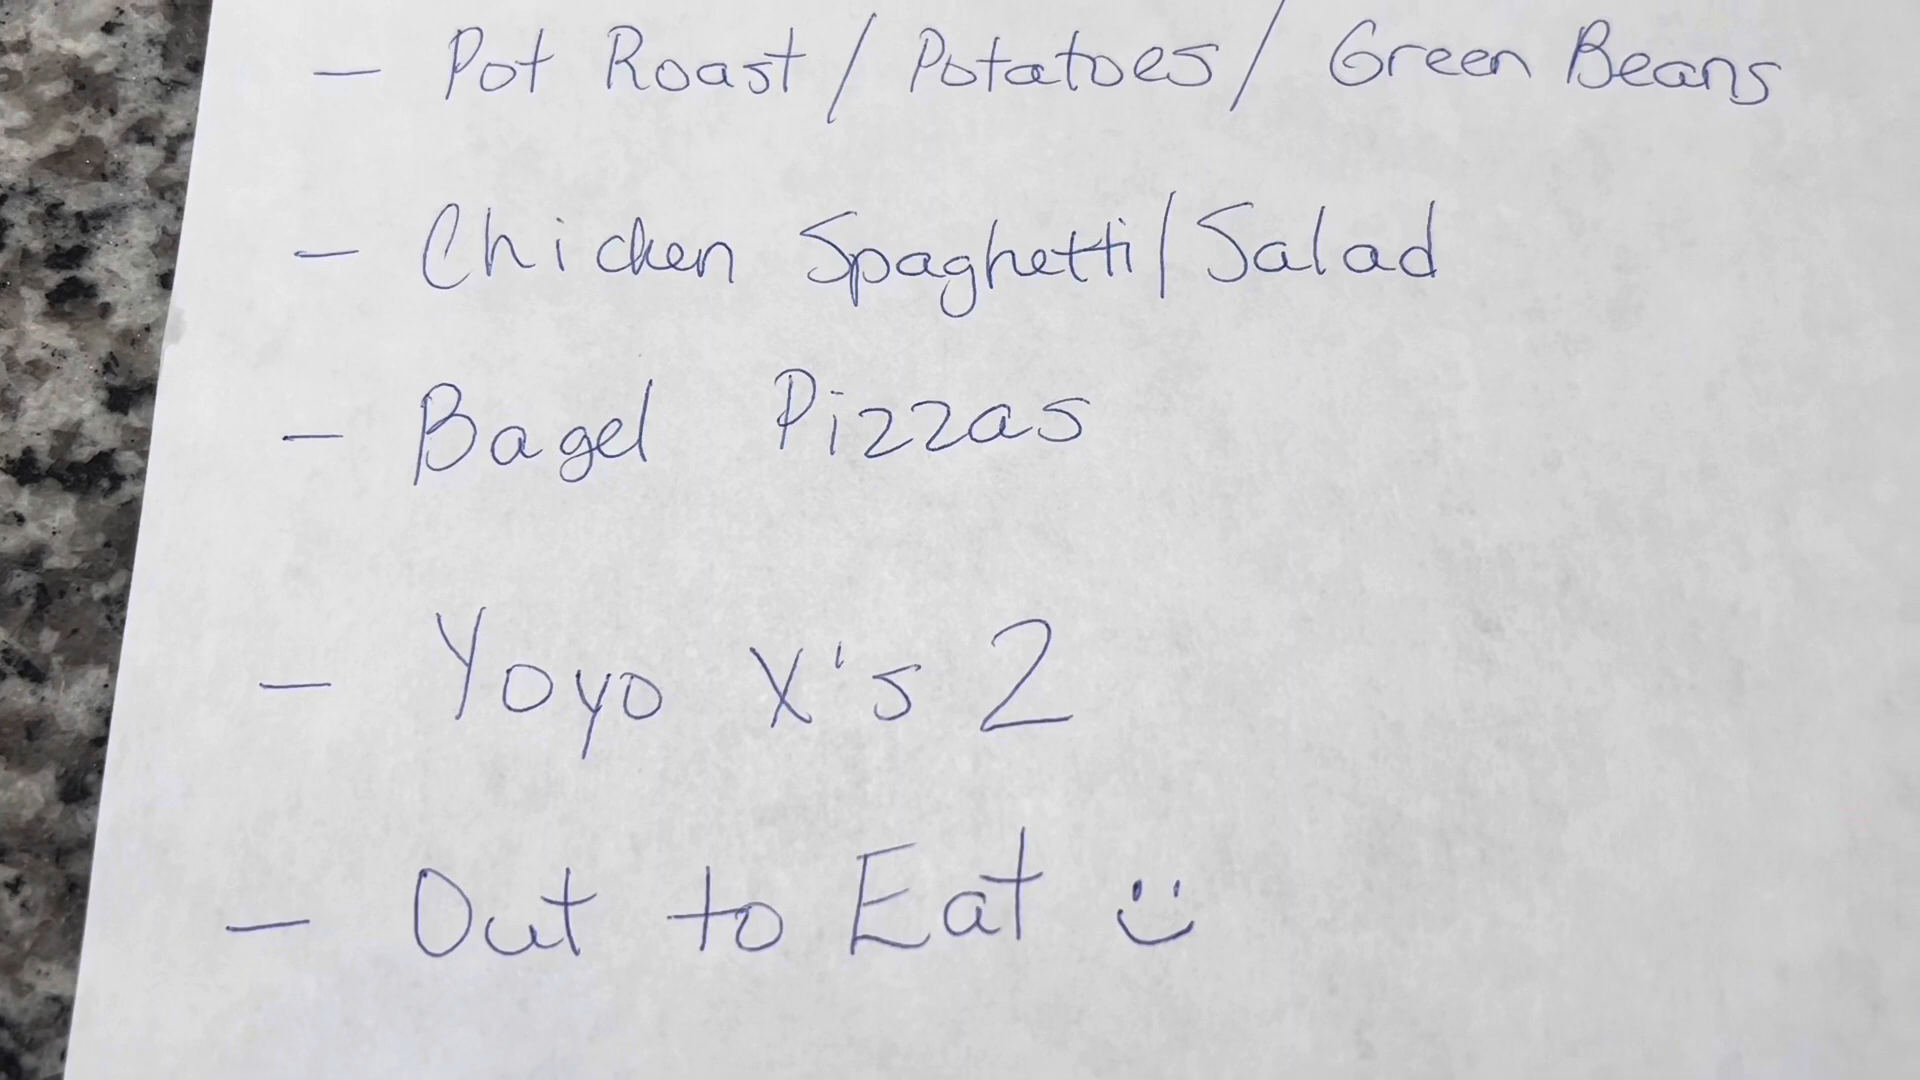 - Pot Roast / Potatoes / Green Beans
- Chicken Spaghetti / Salad
- Bagel Pizzas
- Yoyo X's 2
- Out to Eat :)